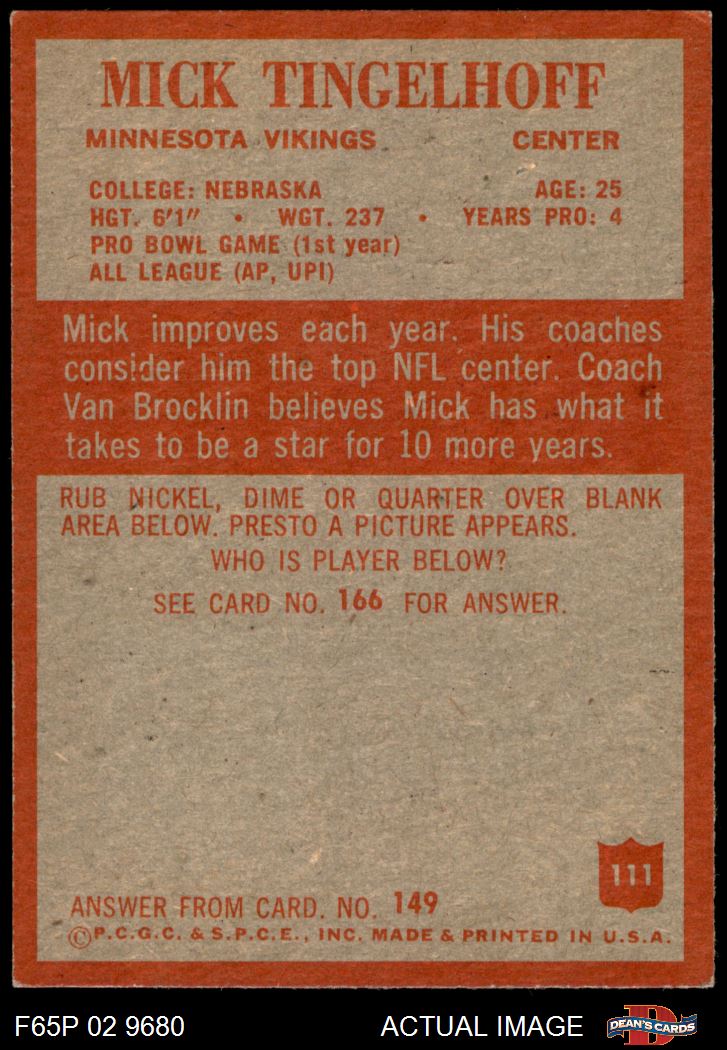 MICK TINGELHOFF
MINNESOTA VIKINGS CENTER
COLLEGE: NEBRASKA AGE: 25
HGT. 6'1" • WGT. 237 • YEARS PRO: 4
PRO BOWL GAME (1st year)
ALL LEAGUE (AP, UPI)
Mick improves each year. His coaches
consider him the top NFL center. Coach
Van Brocklin believes Mick has what it
takes to be a star for 10 more years.
RUB NICKEL, DIME OR QUARTER OVER BLANK
AREA BELOW. PRESTO A PICTURE APPEARS.
WHO IS PLAYER BELOW?
SEE CARD NO. 166 FOR ANSWER.
111
ANSWER FROM CARD. NO. 149
©P.C.G.C. & S.P.C.E., INC. MADE & PRINTED IN U.S.A.
F65P 02 9680 ACTUAL IMAGE D DEAN'S CARDS